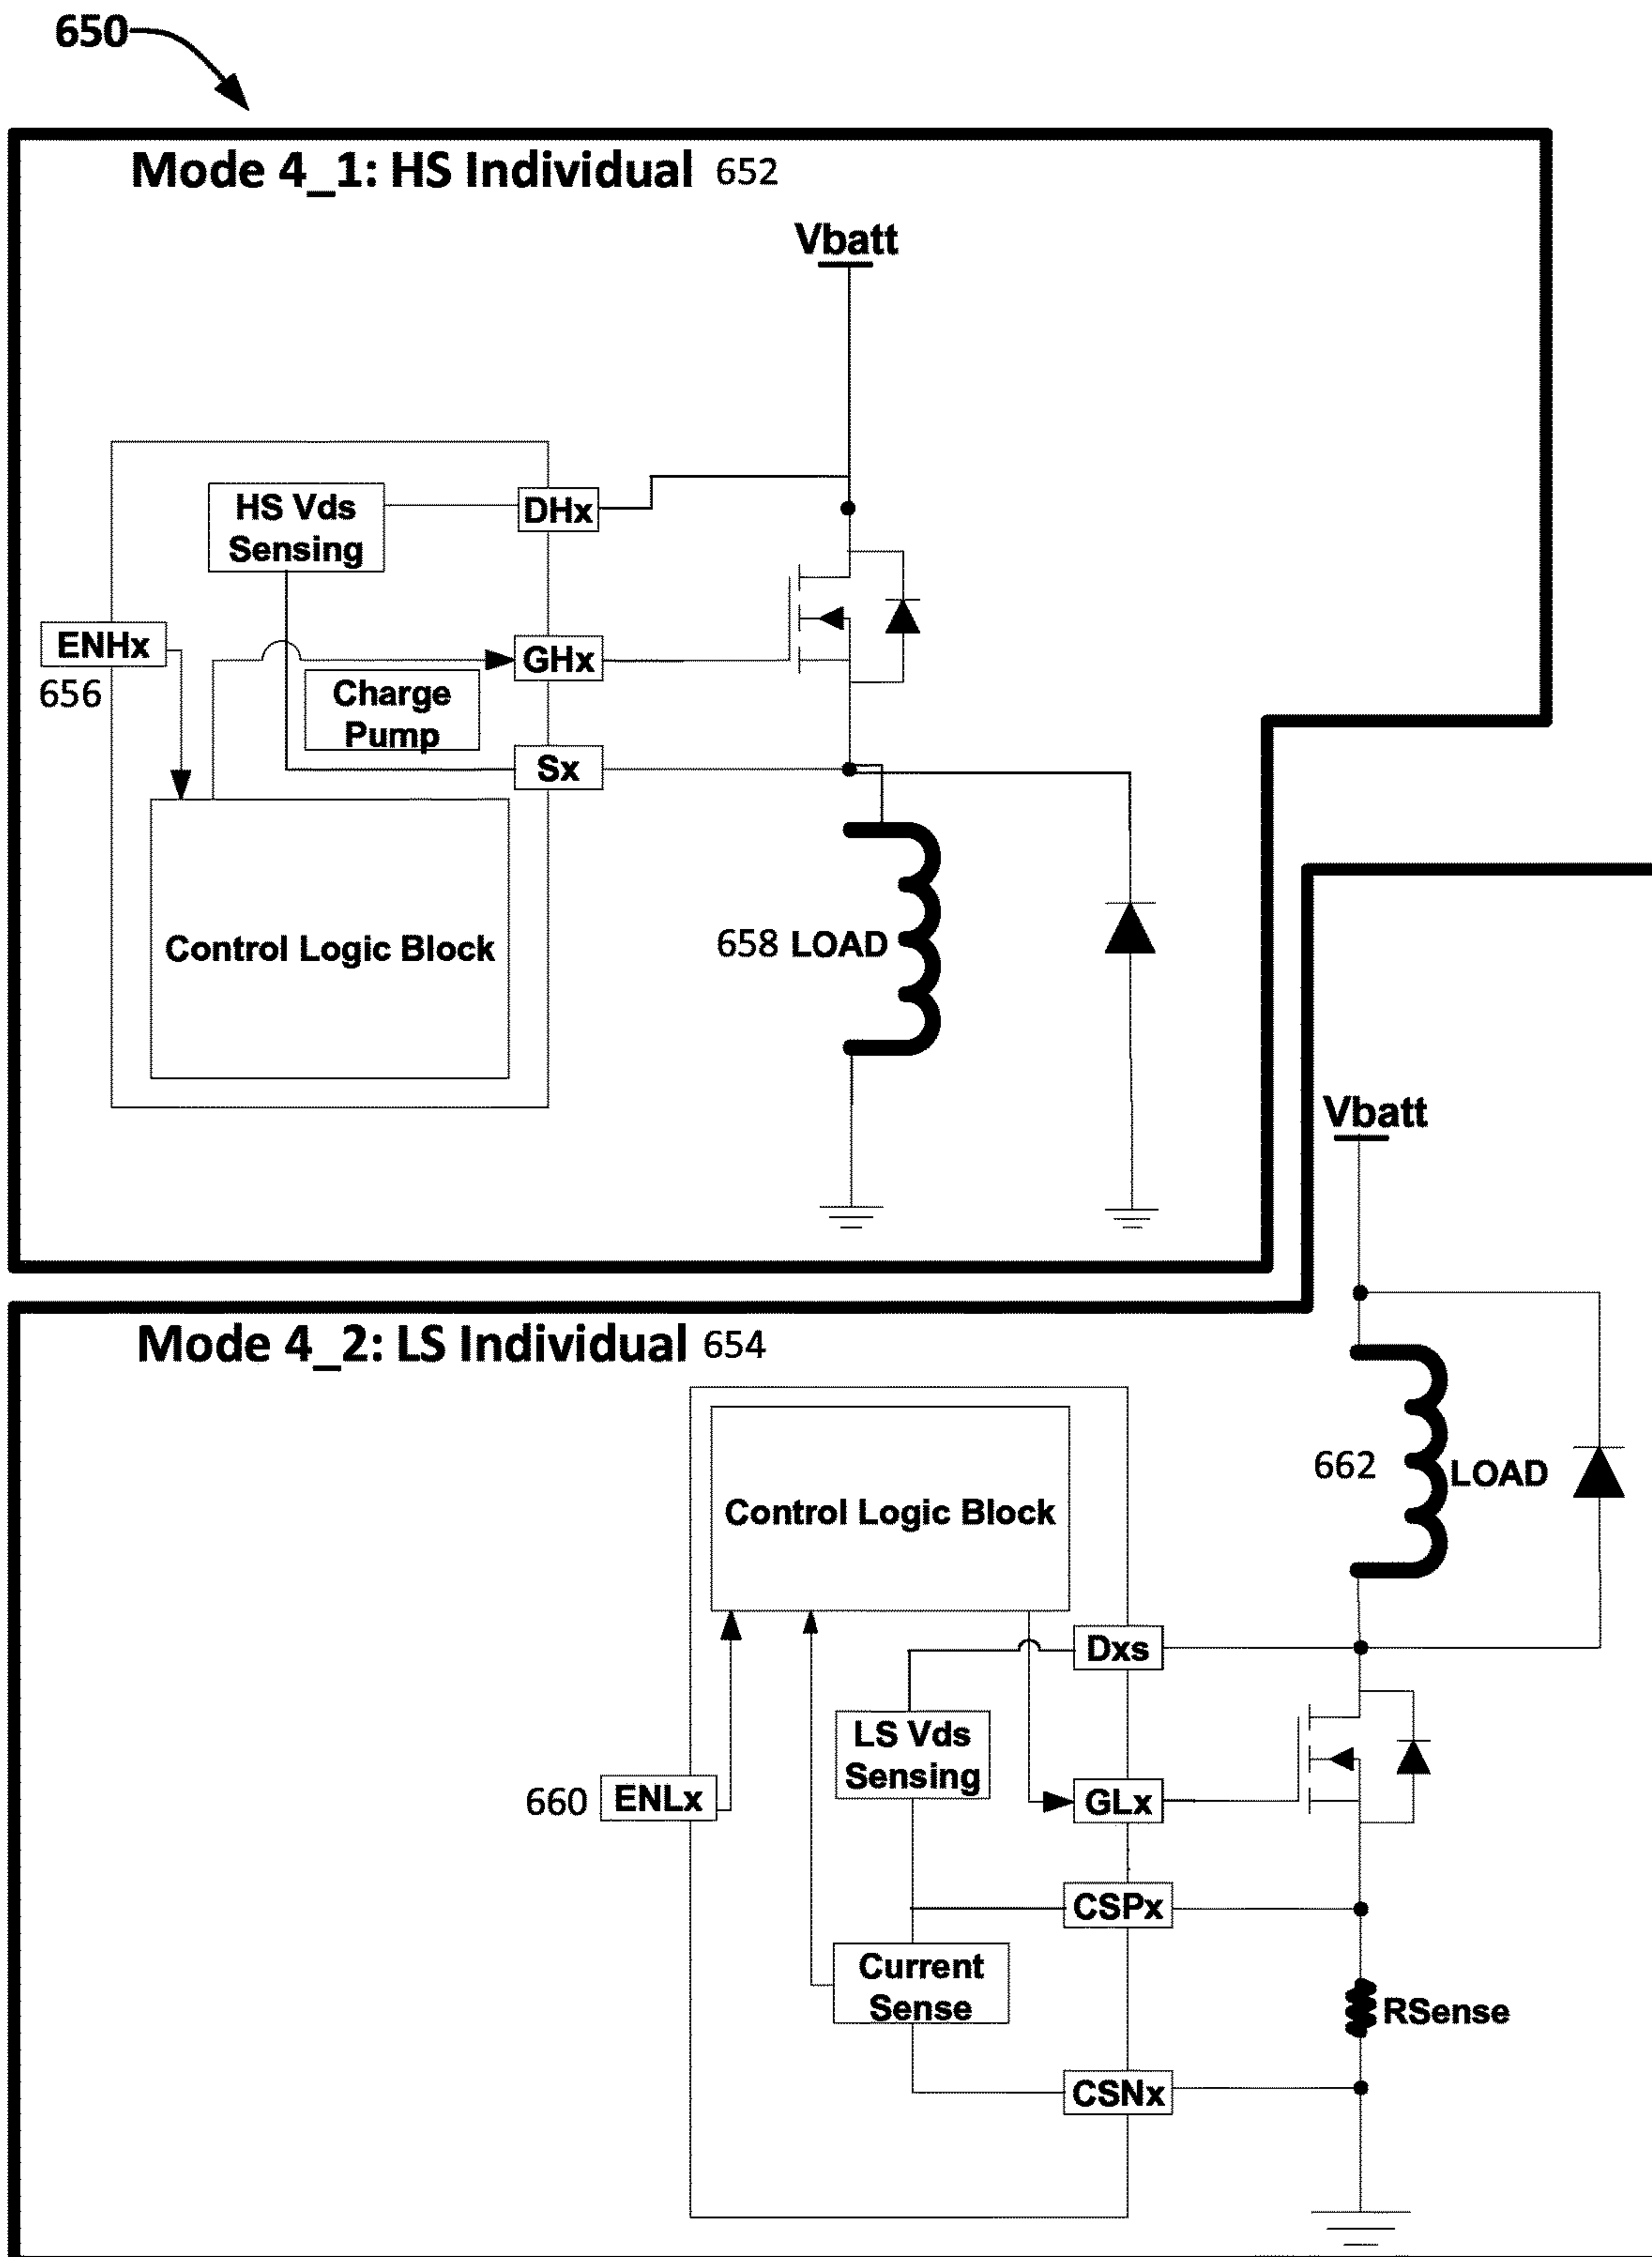 650
Mode 4_1: HS Individual 652
Vbatt
HS Vds
Sensing
DHx
ENHx
656
GHx
Charge
Pump
Sx
Control Logic Block
658 LOAD
Vbatt
Mode 4_2: LS Individual 654
Control Logic Block
662 LOAD
Dxs
LS Vds
Sensing
660 ENLx
GLx
CSPx
Current
Sense
RSense
CSNx